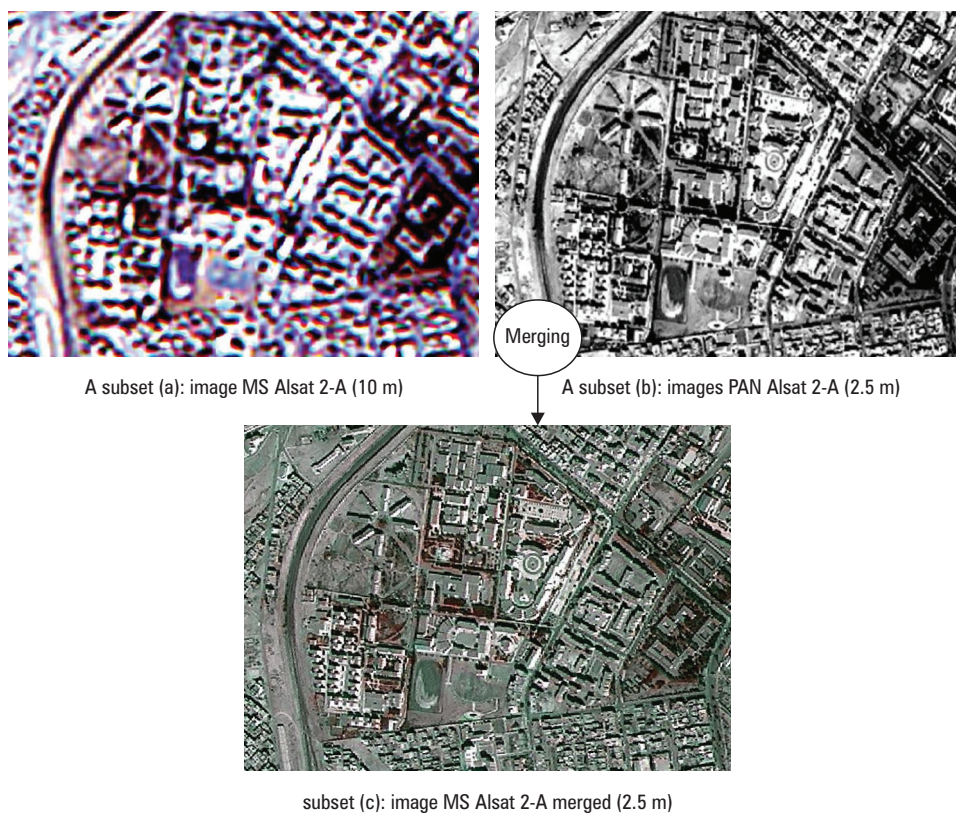 A subset (a): image MS Alsat 2-A (10 m)
Merging
A subset (b): images PAN Alsat 2-A (2.5 m)
subset (c): image MS Alsat 2-A merged (2.5 m)